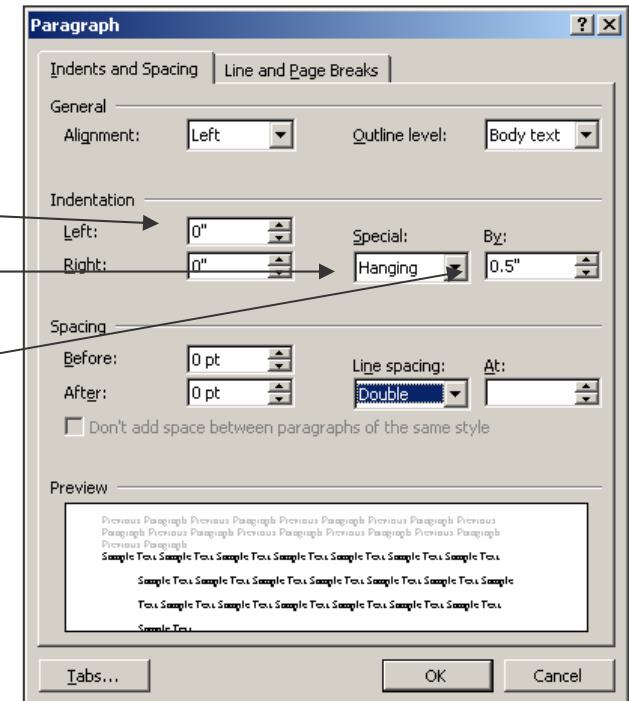 Paragraph
Indents and Spacing Line and Page Breaks
General
Alignment: Left Outline level: Body text
Indentation
Left: 0" Special: By:
Right: 0" Hanging 0.5"
Spacing
Before: 0 pt Line spacing: At:
After: 0 pt Double
Don't add space between paragraphs of the same style
Preview
Previous Paragraph Previous Paragraph Previous Paragraph Previous Paragraph Previous
Paragraph Previous Paragraph Previous Paragraph Previous Paragraph Previous Paragraph
Previous Paragraph
Sample Text Sample Text Sample Text Sample Text Sample Text Sample Text Sample Text
Sample Text Sample Text Sample Text Sample Text Sample Text Sample Text Sample
Text Sample Text Sample Text Sample Text Sample Text Sample Text Sample Text
Sample Text
Tabs... OK Cancel